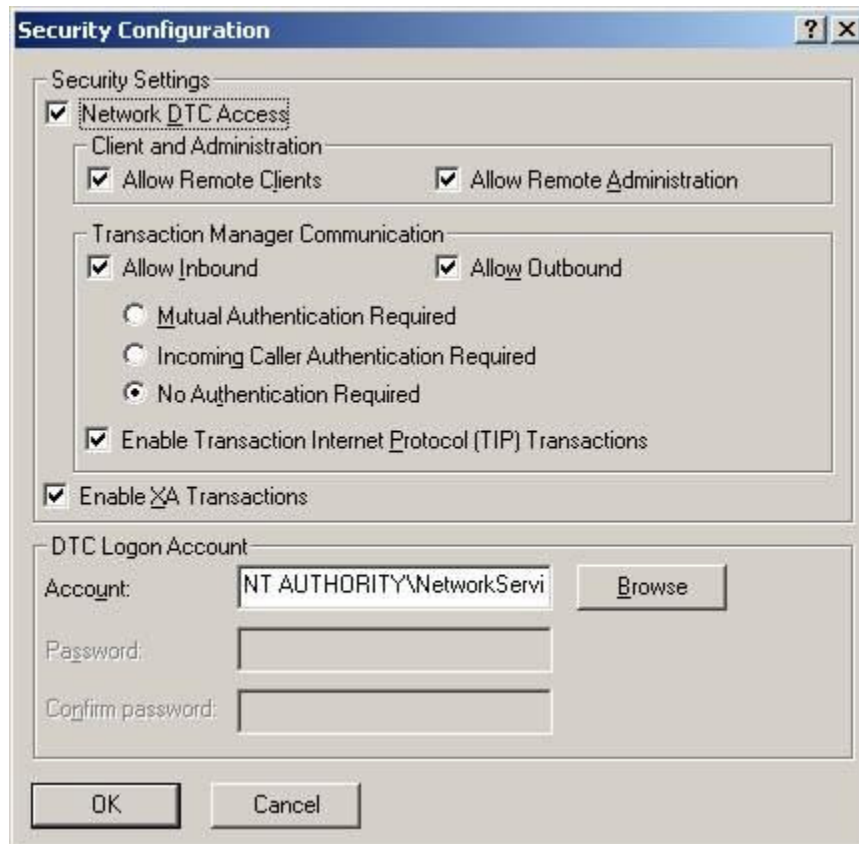 Security Configuration
Security Settings
Network DTC Access
Client and Administration
Allow Remote Clients
Allow Remote Administration
Transaction Manager Communication
Allow Inbound
Allow Outbound
Mutual Authentication Required
Incoming Caller Authentication Required
No Authentication Required
Enable Transaction Internet Protocol (TIP) Transactions
Enable XA Transactions
DTC Logon Account
Account:
NT AUTHORITY\NetworkServi
Browse
Password:
Confirm password:
OK
Cancel